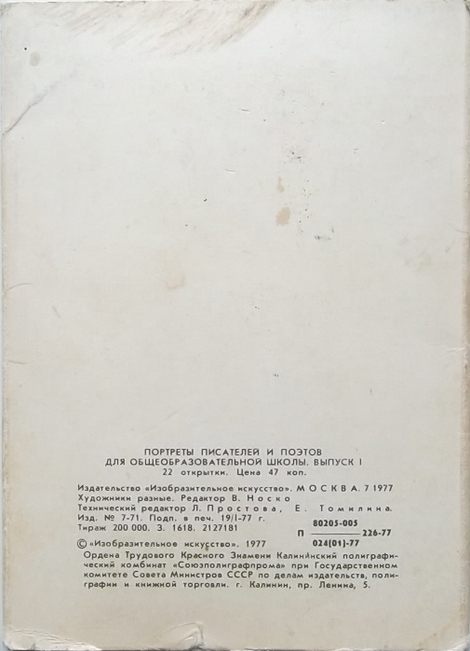 ПОРТРЕТЫ ПИСАТЕЛЕЙ И ПОЭТОВ
ДЛЯ ОБЩЕОБРАЗОВАТЕЛЬНОЙ ШКОЛЫ. ВЫПУСК I
22 открытки. Цена 47 коп.
Издательство «Изобразительное искусство». МОСКВА. 7 1977
Художники разные. Редактор В. Носко
Технический редактор Л. Простова, Е. Томилина.
Изд. № 7-71. Подп. в печ. 19/I-77 г.
Тираж 200 000. З. 1618. 2127181
80205-005
П ——— 226-77
024(01)-77
© «Изобразительное искусство». 1977
Ордена Трудового Красного Знамени Калининский полиграфи-
ческий комбинат «Союзполиграфпрома» при Государственном
комитете Совета Министров СССР по делам издательств, поли-
графии и книжной торговли. г. Калинин, пр. Ленина, 5.